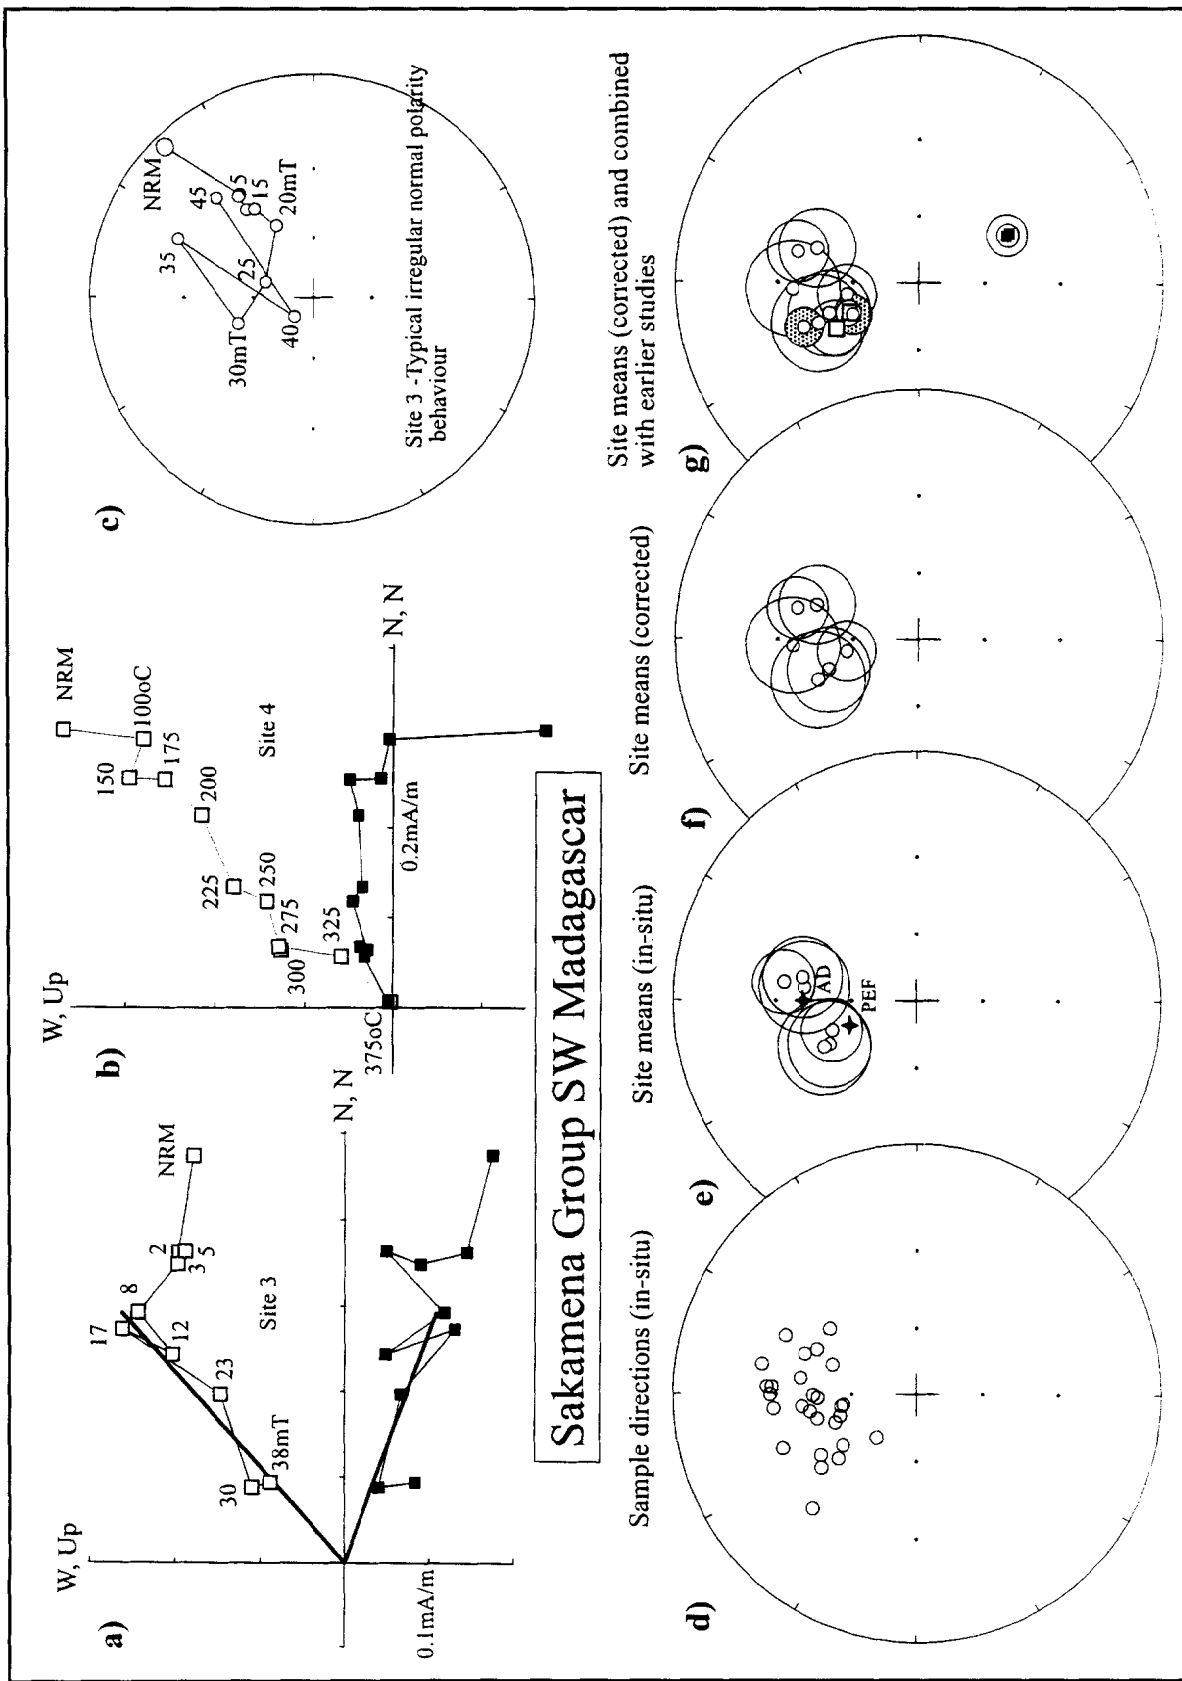 a)
W, Up
N, N
NRM
2
3
5
8
12
17
23
30
38mT
Site 3
0.1mA/m
b)
W, Up
N, N
NRM
100oC
150
175
200
225
250
275
300
325
375oC
Site 4
0.2mA/m
c)
NRM
5
15
20mT
25
30mT
35
40
45
Site 3 -Typical irregular normal polarity
behaviour
Sakamena Group SW Madagascar
d)
Sample directions (in-situ)
e)
Site means (in-situ)
AD
PEF
f)
Site means (corrected)
g)
Site means (corrected) and combined
with earlier studies